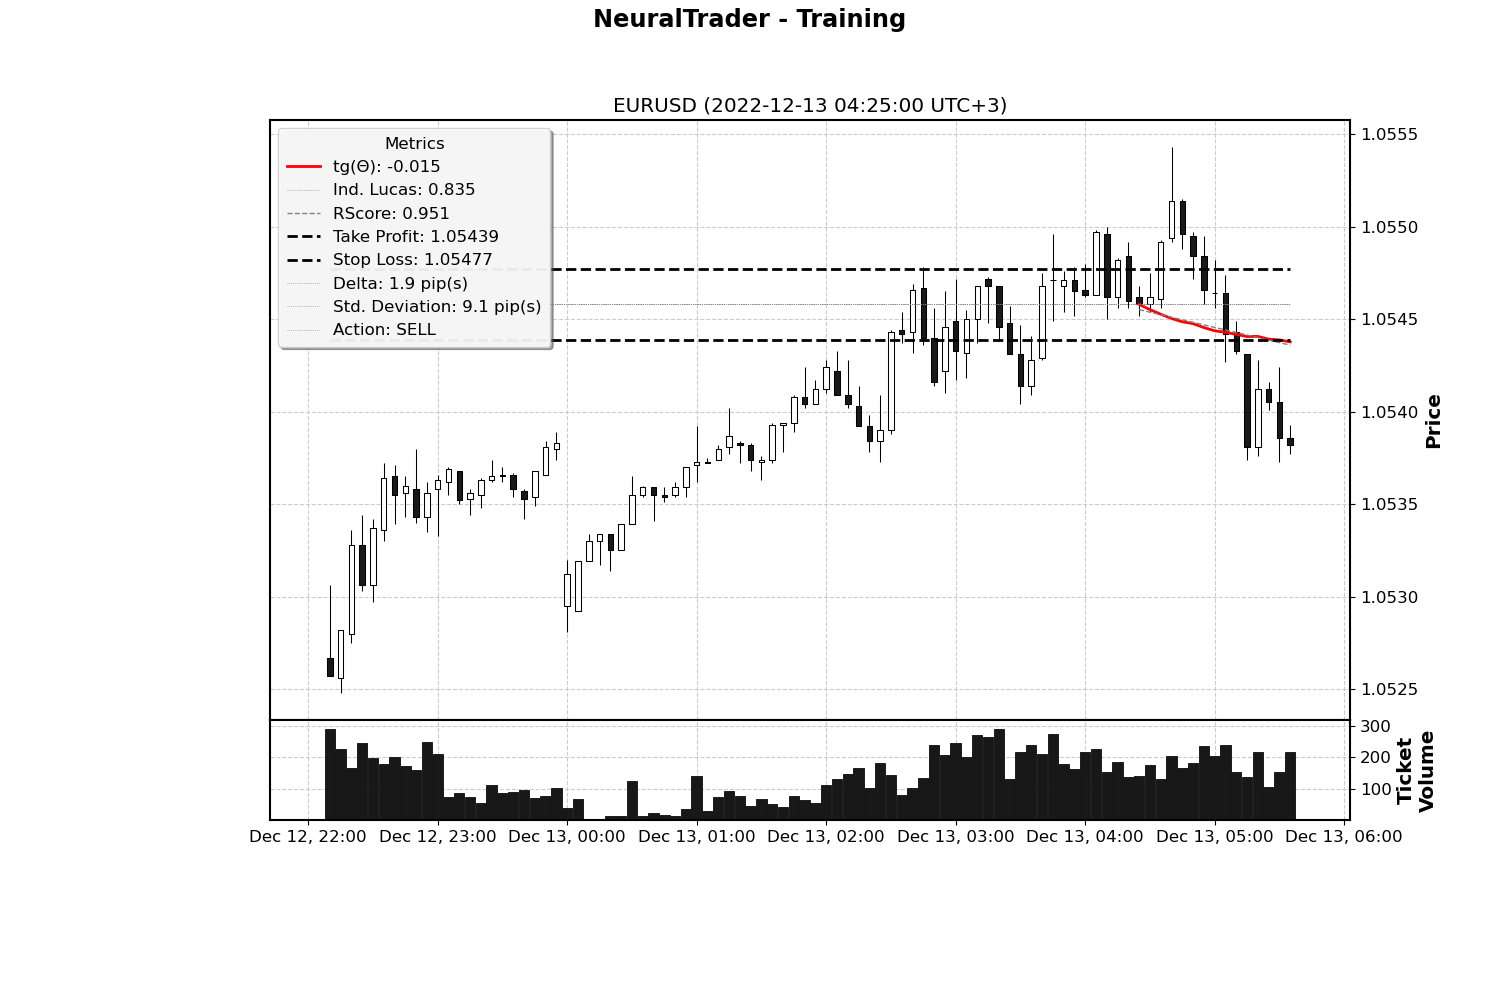 NeuralTrader - Training
EURUSD (2022-12-13 04:25:00 UTC+3)
Metrics
tg(Θ): -0.015
Ind. Lucas: 0.835
RScore: 0.951
Take Profit: 1.05439
Stop Loss: 1.05477
Delta: 1.9 pip(s)
Std. Deviation: 9.1 pip(s)
Action: SELL
1.0555
1.0550
1.0545
1.0540
1.0535
1.0530
1.0525
Price
300
200
100
Ticket
Volume
Dec 12, 22:00 Dec 12, 23:00 Dec 13, 00:00 Dec 13, 01:00 Dec 13, 02:00 Dec 13, 03:00 Dec 13, 04:00 Dec 13, 05:00 Dec 13, 06:00